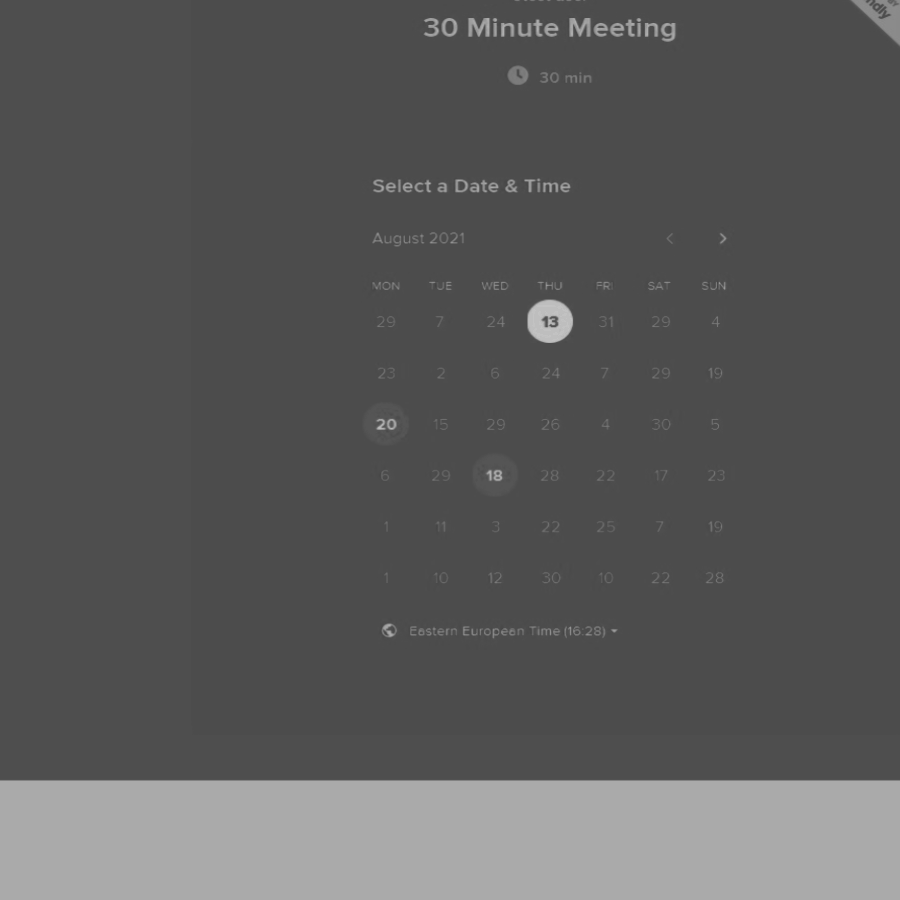 30 Minute Meeting
30 min
Select a Date & Time
August 2021
MON TUE WED THU FRI SAT SUN
29 7 24 13 31 29 4
23 2 6 24 7 29 19
20 15 29 26 4 30 5
6 29 18 28 22 17 23
1 11 3 22 25 7 19
1 10 12 30 10 22 28
Eastern European Time (16:28)